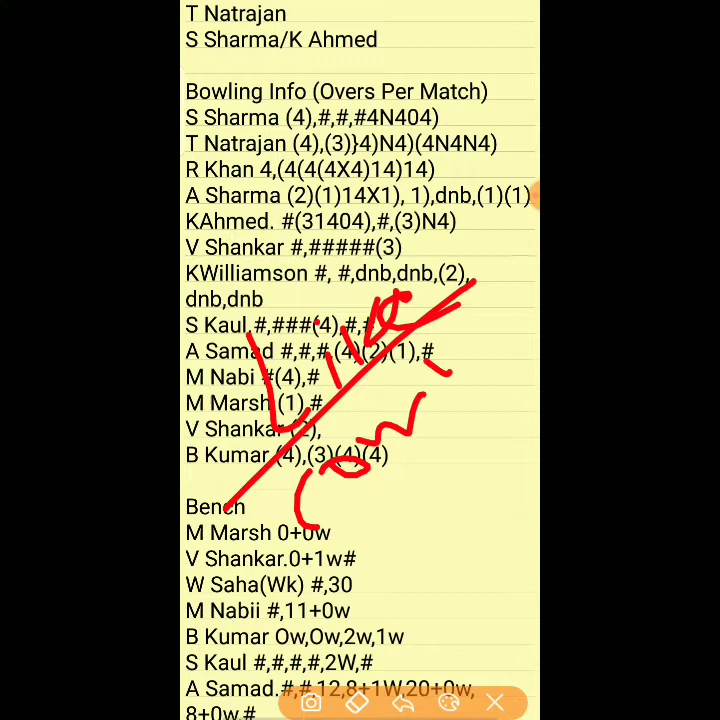 T Natrajan
S Sharma/K Ahmed
Bowling Info (Overs Per Match)
S Sharma (4),#,#,#4N404)
T Natrajan (4),(3)}4)N4)(4N4N4)
R Khan 4,(4(4(4X4)14)14)
A Sharma (2)(1)14X1), 1),dnb,(1)(1)
KAhmed. #(31404),#,(3)N4)
V Shankar #,#####(3)
KWilliamson #, #,dnb,dnb,(2),
dnb,dnb
S Kaul.#,###(4),#,#
A Samad #,#,#,(4)(2)(1),#
M Nabi #(4),#
M Marsh (1),#
V Shankar (2),
B Kumar (4),(3)(4)(4)
Like
Com
Bench
M Marsh 0+0w
V Shankar.0+1w#
W Saha(Wk) #,30
M Nabii #,11+0w
B Kumar 0w,0w,2w,1w
S Kaul #,#,#,#,2W,#
A Samad.#,#,12,8+1W,20+0w,
8+0w,#